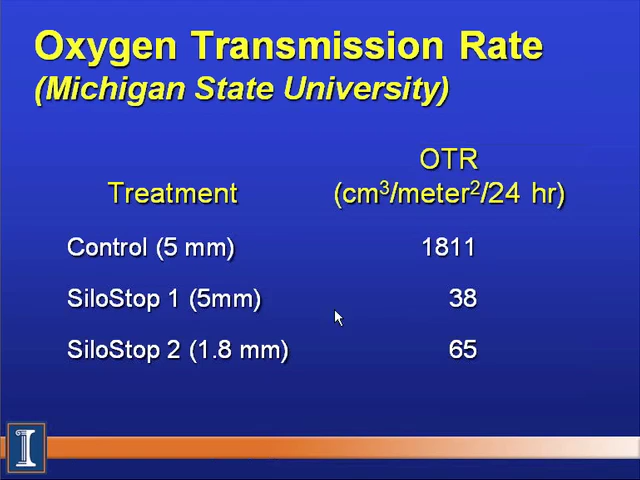 Oxygen Transmission Rate
(Michigan State University)
OTR
Treatment (cm³/meter²/24 hr)
Control (5 mm) 1811
SiloStop 1 (5mm) 38
SiloStop 2 (1.8 mm) 65
I